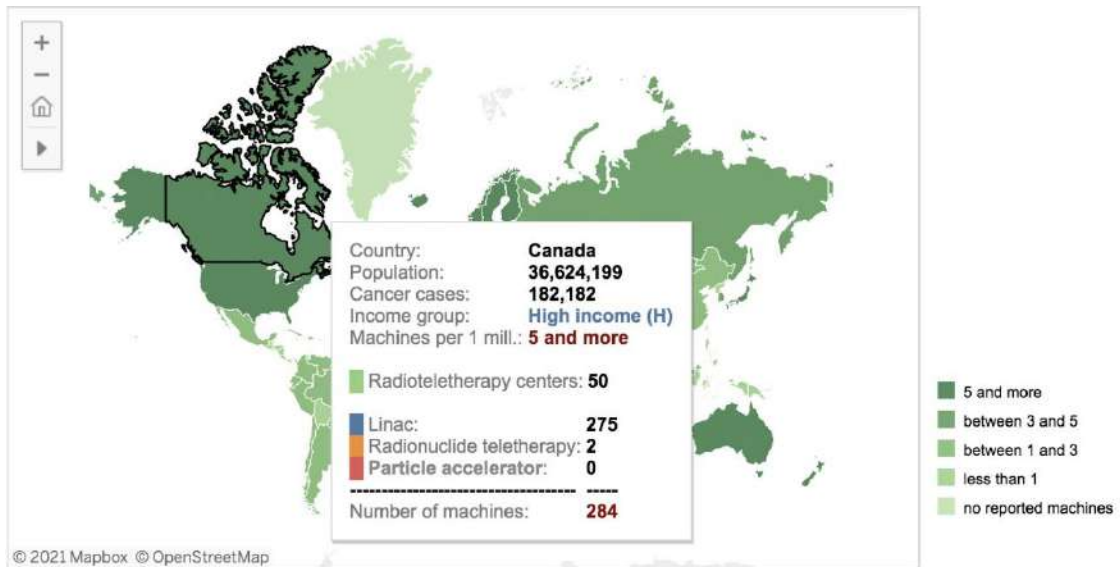 Country: Canada
Population: 36,624,199
Cancer cases: 182,182
Income group: High income (H)
Machines per 1 mill.: 5 and more
Radioteletherapy centers: 50
Linac: 275
Radionuclide teletherapy: 2
Particle accelerator: 0
Number of machines: 284
5 and more
between 3 and 5
between 1 and 3
less than 1
no reported machines
© 2021 Mapbox © OpenStreetMap